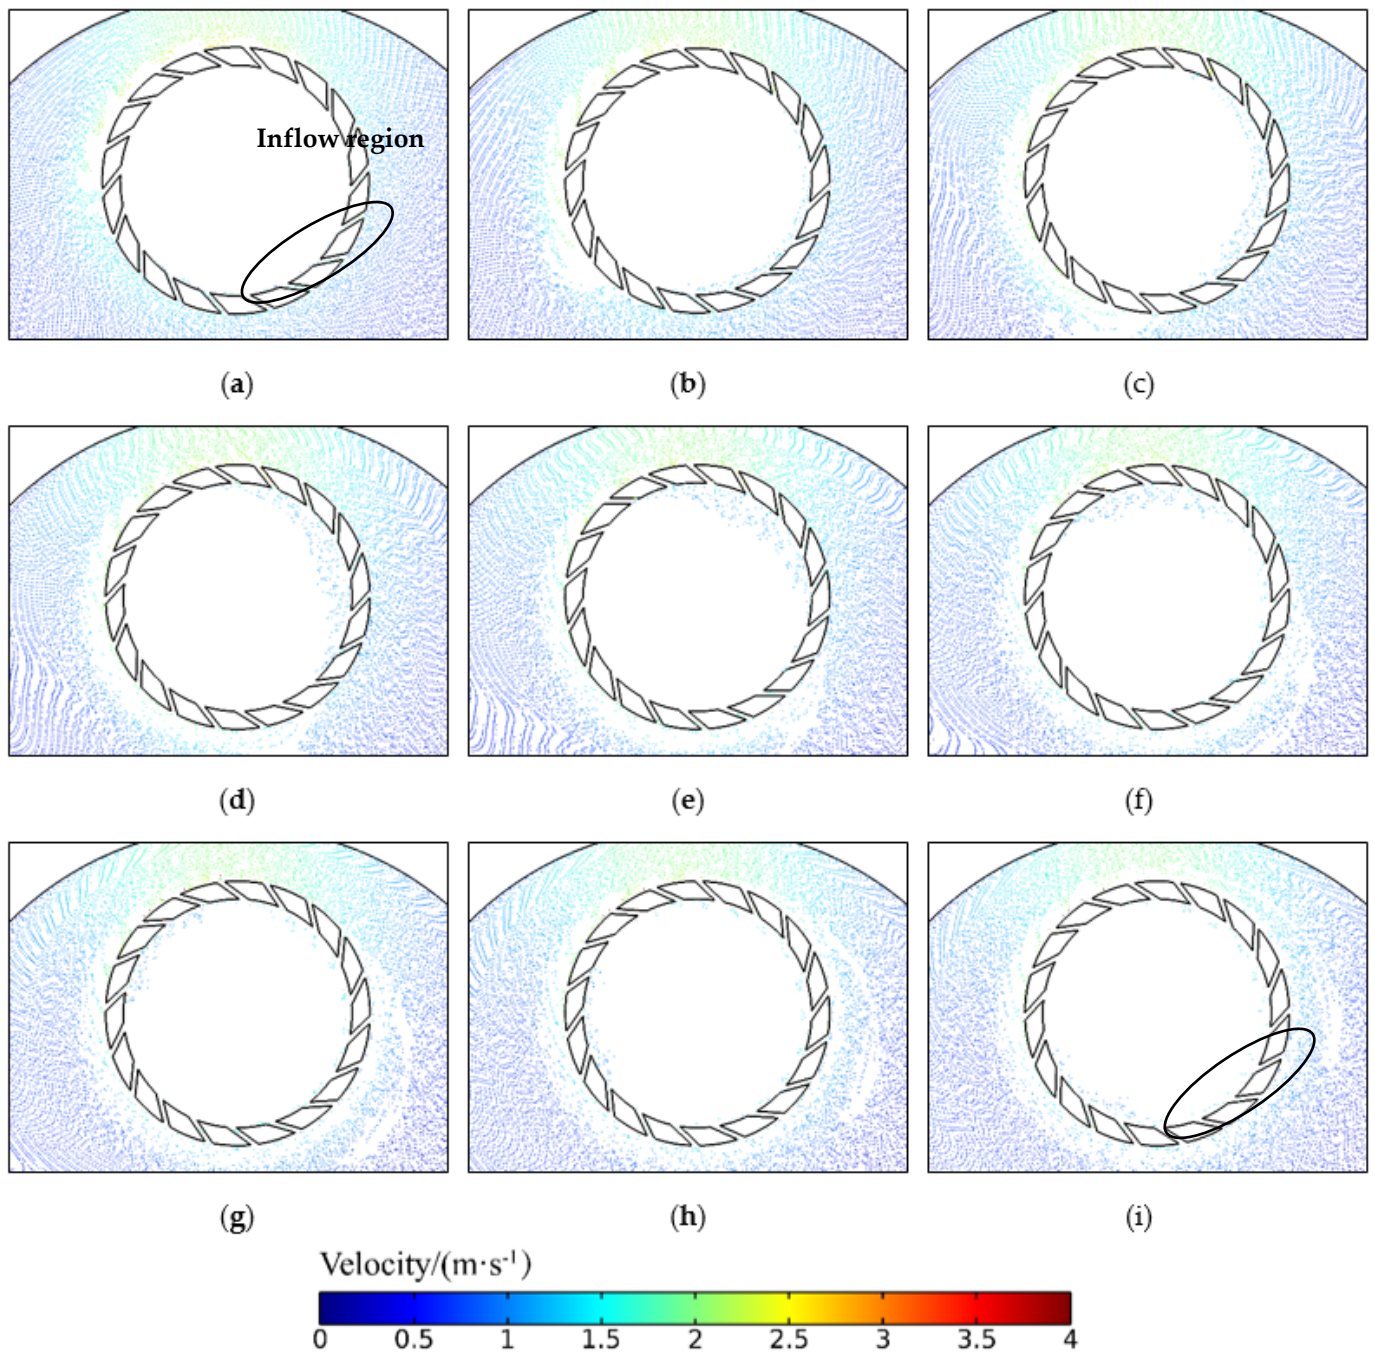 Inflow region
(a) (b) (c)
(d) (e) (f)
(g) (h) (i)
Velocity/(m·s⁻¹)
0 0.5 1 1.5 2 2.5 3 3.5 4